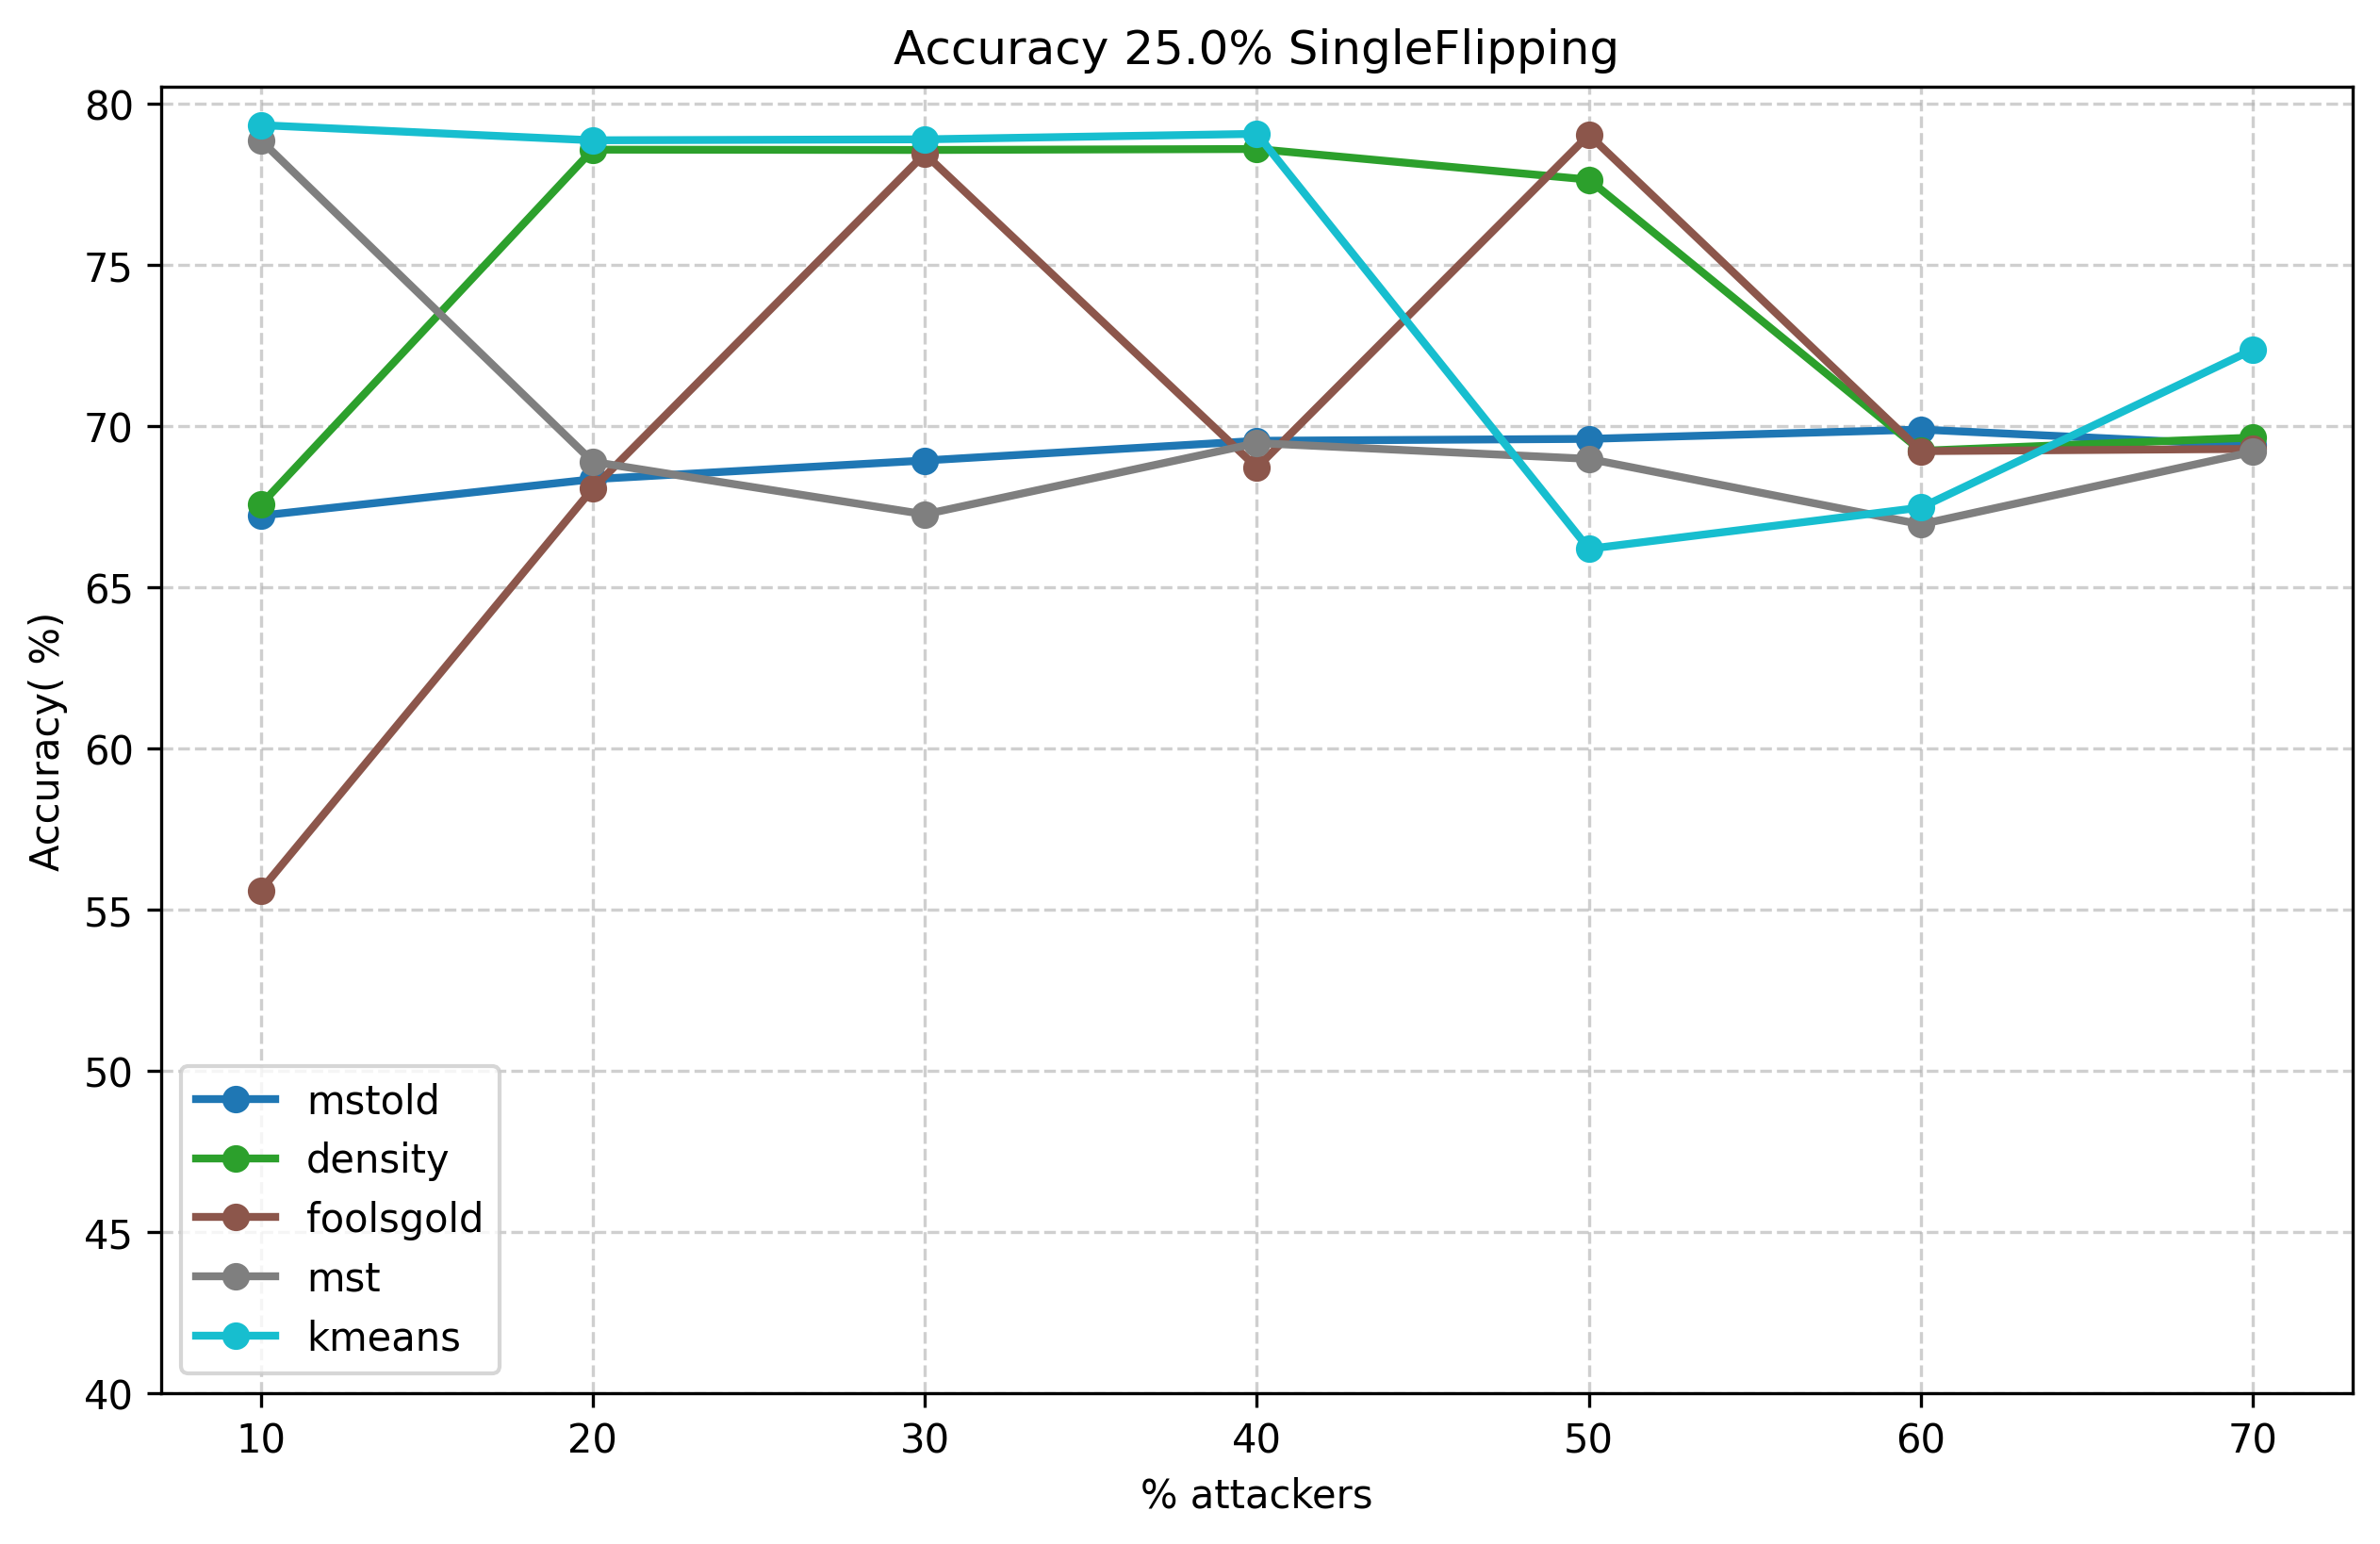 Accuracy 25.0% SingleFlipping
80
75
70
65
60
55
50
45
40
Accuracy( %)
mstold
density
foolsgold
mst
kmeans
10 20 30 40 50 60 70
% attackers